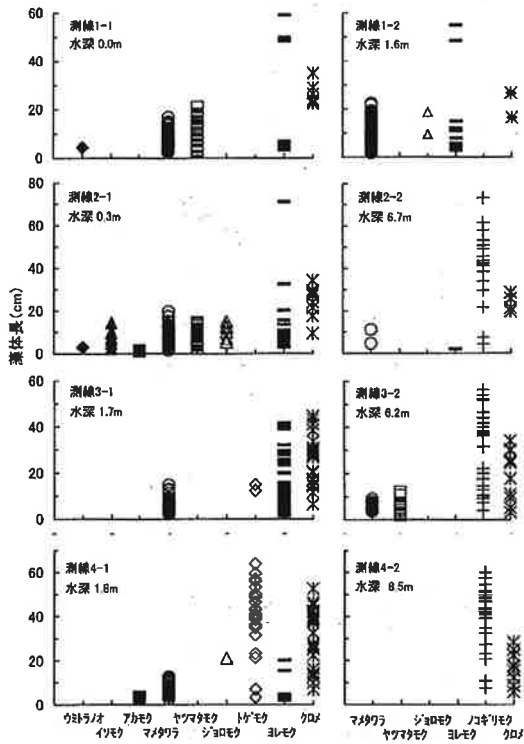 測線1-1
水深 0.0m
60
40
20
0
測線1-2
水深 1.6m
60
40
20
0
測線2-1
水深 0.3m
80
60
40
20
0
測線2-2
水深 6.7m
藻体長(cm)
測線3-1
水深 1.7m
60
40
20
0
測線3-2
水深 6.2m
測線4-1
水深 1.8m
60
40
20
0
測線4-2
水深 8.5m
ウミトラノオ アカモク ヤツマタモク トゲモク クロメ
イソモク マメタワラ ジョロモク ヨレモク
マメタワラ ジョロモク ノコギリモク
ヤツマタモク ヨレモク クロメ